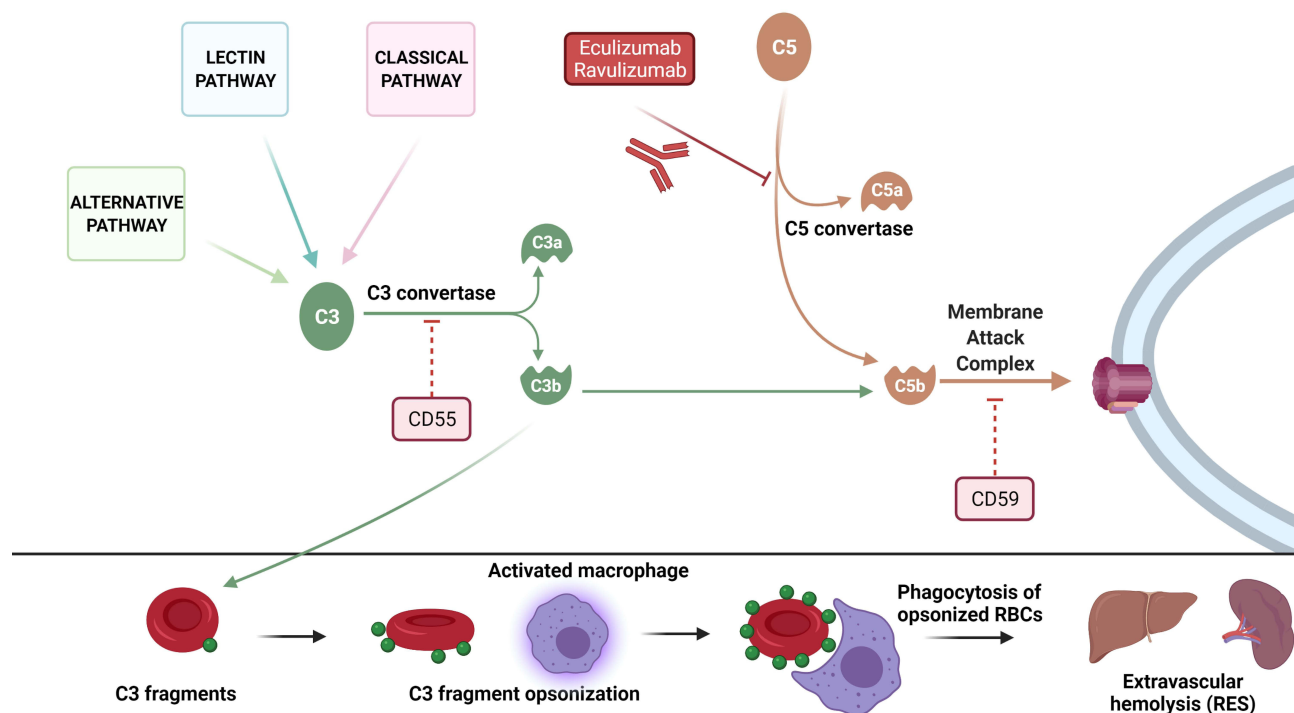 LECTIN
PATHWAY
CLASSICAL
PATHWAY
Eculizumab
Ravulizumab
C5
ALTERNATIVE
PATHWAY
C5a
C5 convertase
C3a
C3 convertase
C3
Membrane
Attack
Complex
C3b
C5b
CD55
CD59
Activated macrophage
Phagocytosis of
opsonized RBCs
C3 fragments
C3 fragment opsonization
Extravascular
hemolysis (RES)